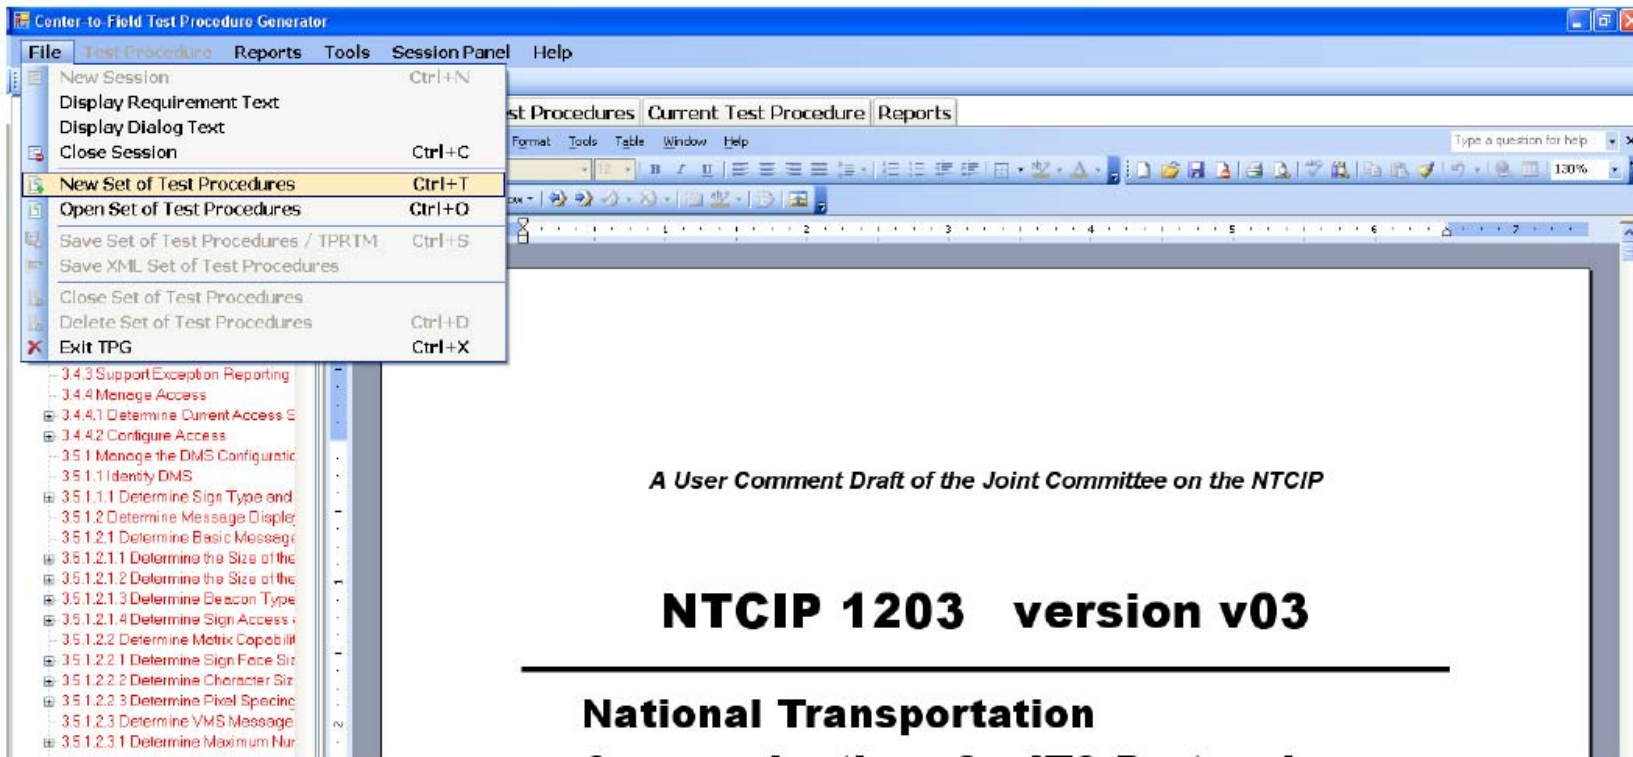 Center-to-Field Test Procedure Generator
File Test Procedure Reports Tools Session Panel Help
New Session Ctrl+N
Display Requirement Text
Display Dialog Text
Close Session Ctrl+C
New Set of Test Procedures Ctrl+T
Open Set of Test Procedures Ctrl+O
Save Set of Test Procedures / TPRTM Ctrl+S
Save XML Set of Test Procedures
Close Set of Test Procedures
Delete Set of Test Procedures Ctrl+D
Exit TPG Ctrl+X
st Procedures Current Test Procedure Reports
Format Tools Table Window Help Type a question for help
12 B I U 130%
1 2 3 4 5 6 7
3.4.3 Support Exception Reporting
3.4.4 Manage Access
3.4.4.1 Determine Current Access S
3.4.4.2 Configure Access
3.5.1 Manage the DMS Configuratic
3.5.1.1 Identify DMS
3.5.1.1.1 Determine Sign Type and
3.5.1.2 Determine Message Display
3.5.1.2.1 Determine Basic Message
3.5.1.2.1.1 Determine the Size of the
3.5.1.2.1.2 Determine the Size of the
3.5.1.2.1.3 Determine Beacon Type
3.5.1.2.1.4 Determine Sign Access
3.5.1.2.2 Determine Matrix Capabilit
3.5.1.2.2.1 Determine Sign Face Siz
3.5.1.2.2.2 Determine Character Siz
3.5.1.2.2.3 Determine Pixel Spacing
3.5.1.2.3 Determine VMS Message
3.5.1.2.3.1 Determine Maximum Nur
1
2
A User Comment Draft of the Joint Committee on the NTCIP
NTCIP 1203 version v03
National Transportation